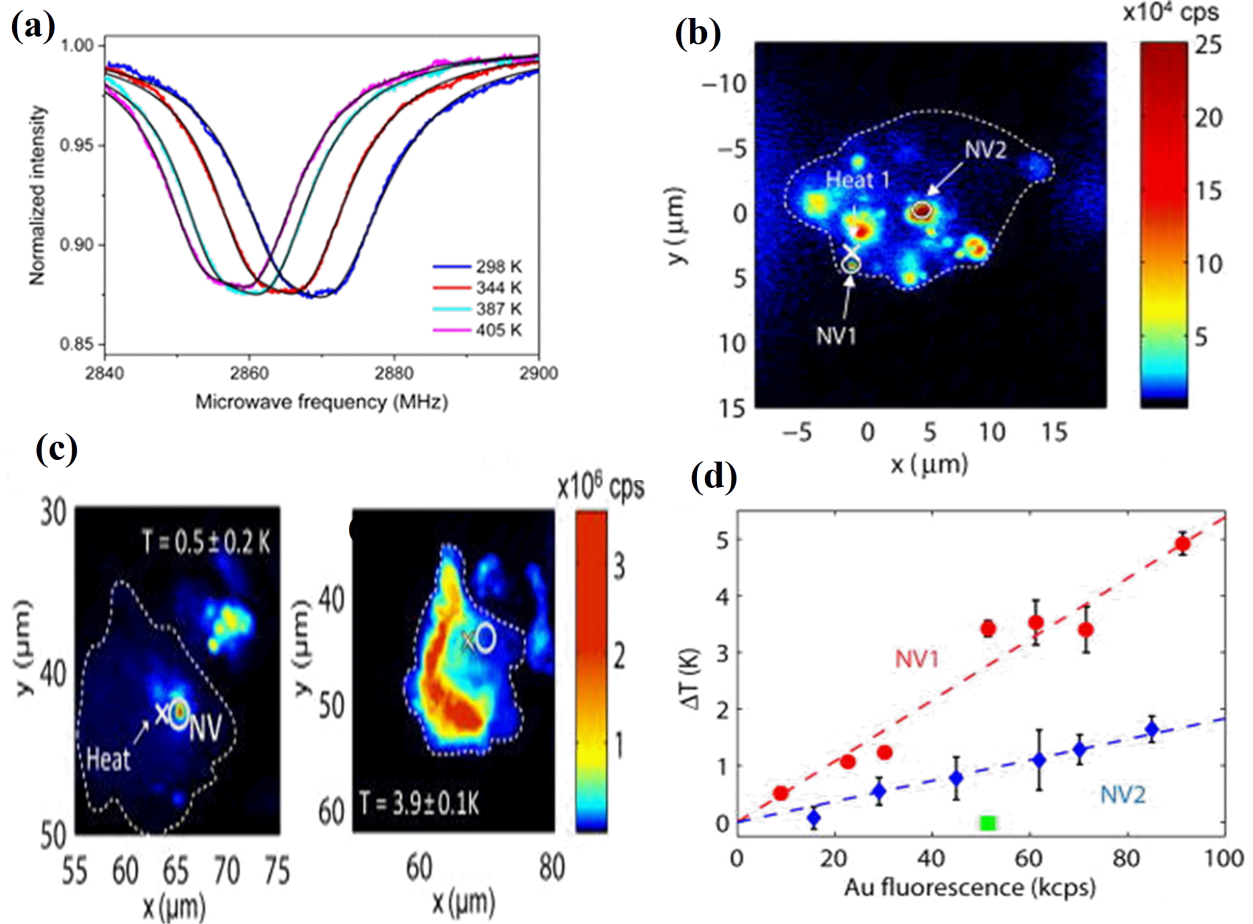 (a)
1.00
0.95
0.90
0.85
Normalized intensity
298 K
344 K
387 K
405 K
2840
2860
2880
2900
Microwave frequency (MHz)
(b)
x10⁴ cps
−10
−5
0
5
10
15
y (μm)
NV2
Heat 1
NV1
−5
0
5
10
15
x (μm)
25
20
15
10
5
(c)
30
40
50
y (μm)
T = 0.5 ± 0.2 K
NV
Heat
55 60 65 70 75
x (μm)
40
50
60
y (μm)
T = 3.9±0.1K
60
80
x (μm)
x10⁶ cps
3
2
1
(d)
5
4
3
2
1
0
ΔT (K)
NV1
NV2
0 20 40 60 80 100
Au fluorescence (kcps)